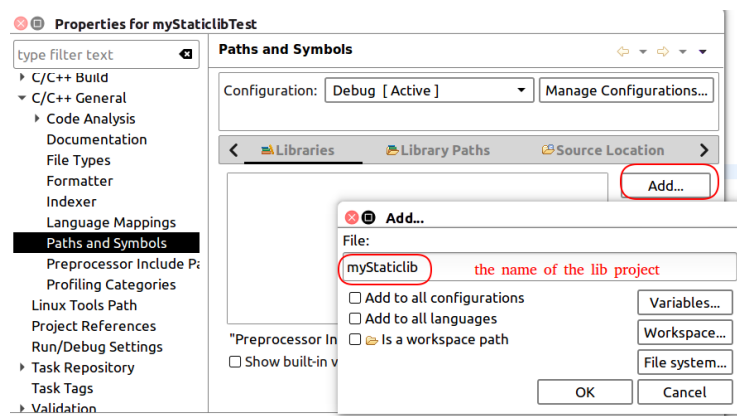 Properties for myStaticlibTest
type filter text
C/C++ Build
C/C++ General
Code Analysis
Documentation
File Types
Formatter
Indexer
Language Mappings
Paths and Symbols
Preprocessor Include Pa
Profiling Categories
Linux Tools Path
Project References
Run/Debug Settings
Task Repository
Task Tags
Validation
Paths and Symbols
Configuration: Debug [ Active ] Manage Configurations...
Libraries Library Paths Source Location
Add...
"Preprocessor In
Show built-in v
Add...
File:
myStaticlib the name of the lib project
Add to all configurations
Add to all languages
Is a workspace path
Variables...
Workspace...
File system...
OK Cancel